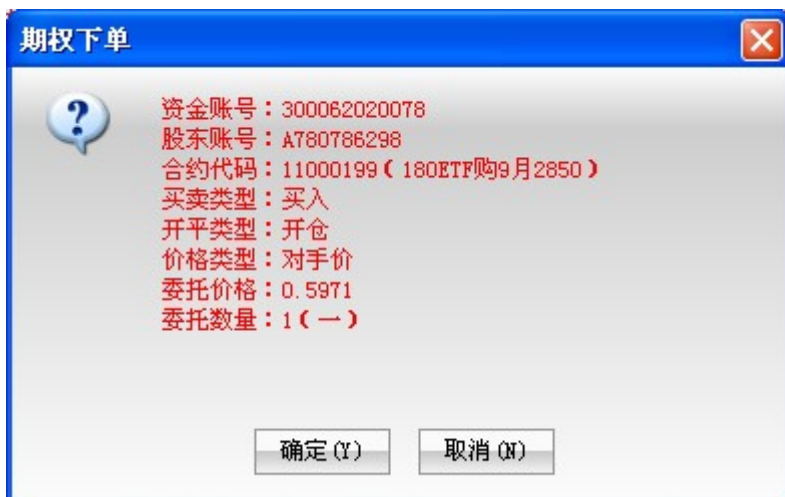 期权下单
资金账号：300062020078
股东账号：A780786298
合约代码：11000199（180ETF购9月2850）
买卖类型：买入
开平类型：开仓
价格类型：对手价
委托价格：0.5971
委托数量：1(一)
确定(Y) 取消(N)